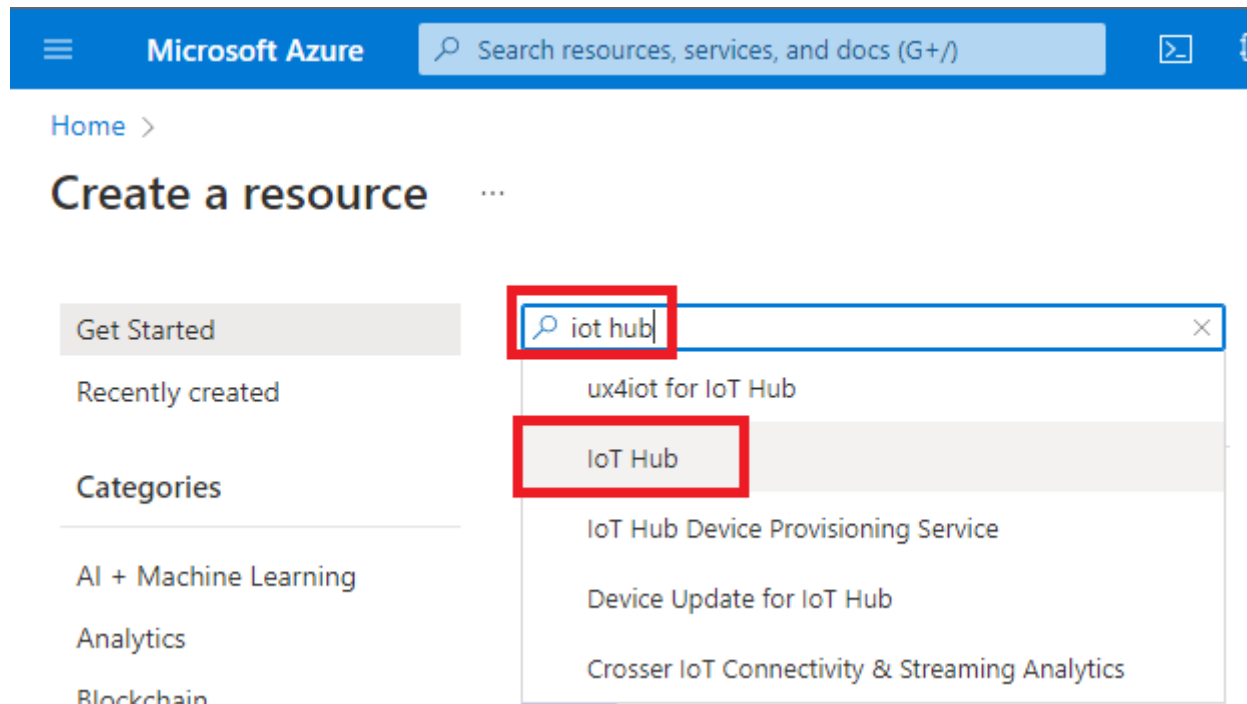 Microsoft Azure
Search resources, services, and docs (G+/)
Home >
Create a resource ...
Get Started
Recently created
Categories
AI + Machine Learning
Analytics
Blockchain
iot hub
ux4iot for IoT Hub
IoT Hub
IoT Hub Device Provisioning Service
Device Update for IoT Hub
Crosser IoT Connectivity & Streaming Analytics